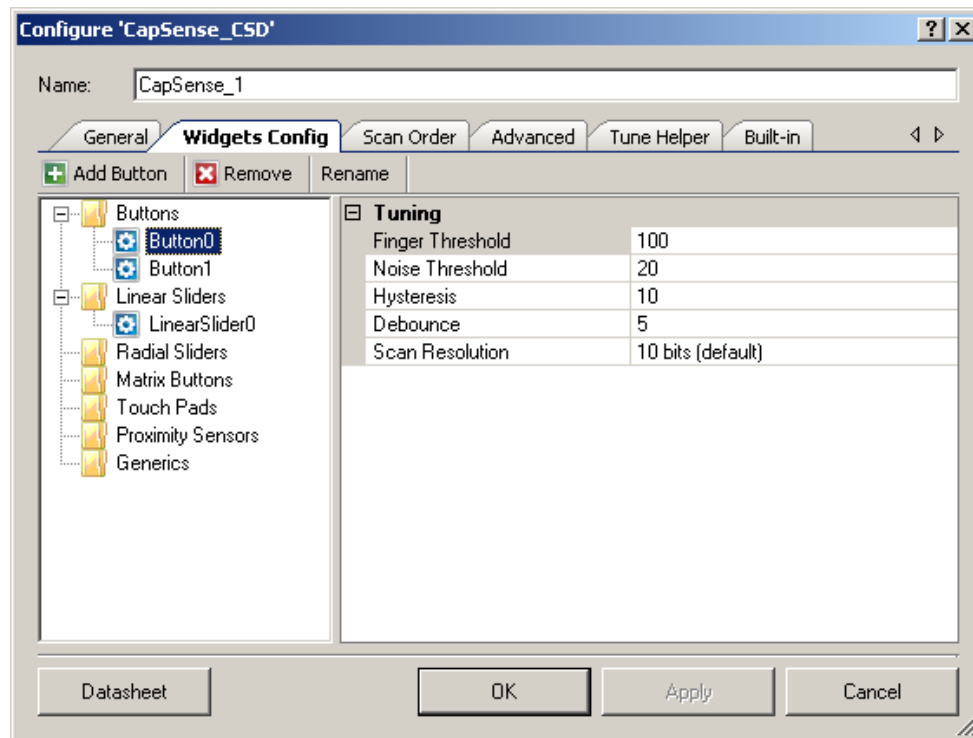 Configure 'CapSense_CSD'
Name: CapSense_1
General Widgets Config Scan Order Advanced Tune Helper Built-in
Add Button Remove Rename
Buttons
Button0
Button1
Linear Sliders
LinearSlider0
Radial Sliders
Matrix Buttons
Touch Pads
Proximity Sensors
Generics
Tuning
Finger Threshold 100
Noise Threshold 20
Hysteresis 10
Debounce 5
Scan Resolution 10 bits (default)
Datasheet OK Apply Cancel